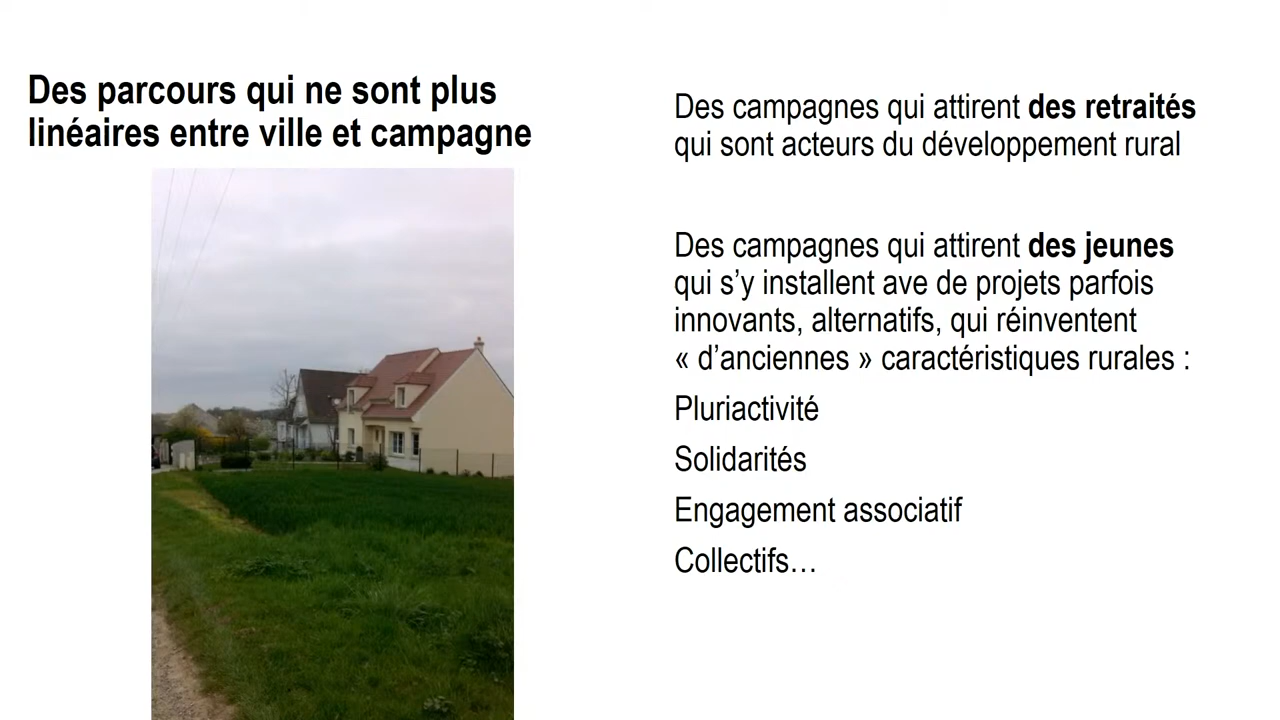 Des parcours qui ne sont plus
linéaires entre ville et campagne
Des campagnes qui attirent des retraités
qui sont acteurs du développement rural
Des campagnes qui attirent des jeunes
qui s’y installent ave de projets parfois
innovants, alternatifs, qui réinventent
« d’anciennes » caractéristiques rurales :
Pluriactivité
Solidarités
Engagement associatif
Collectifs…